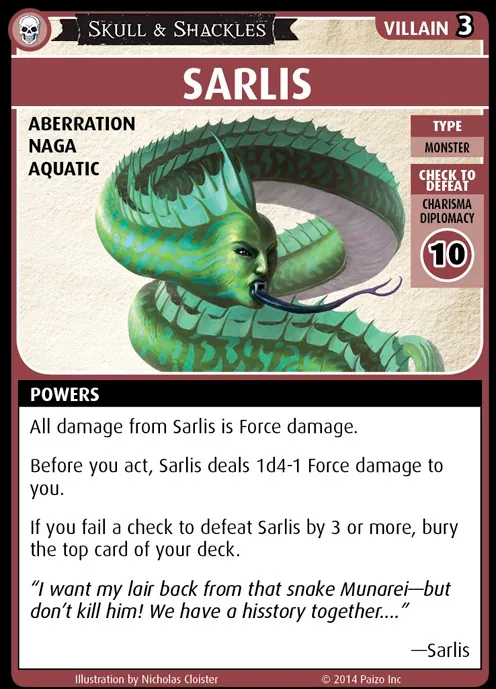 SKULL & SHACKLES
VILLAIN 3
SARLIS
ABERRATION
NAGA
AQUATIC
TYPE
MONSTER
CHECK TO
DEFEAT
CHARISMA
DIPLOMACY
10
POWERS
All damage from Sarlis is Force damage.
Before you act, Sarlis deals 1d4-1 Force damage to
you.
If you fail a check to defeat Sarlis by 3 or more, bury
the top card of your deck.
“I want my lair back from that snake Munarei—but
don’t kill him! We have a hisstory together....”
—Sarlis
Illustration by Nicholas Cloister
© 2014 Paizo Inc